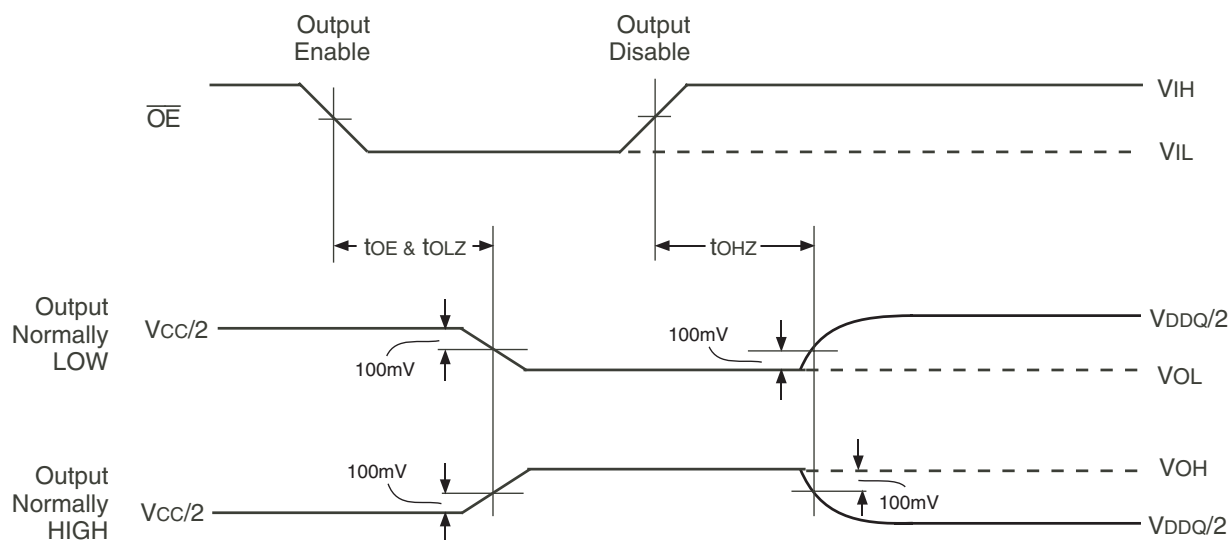 Output
Enable
Output
Disable
OE
VIH
VIL
tOE & tOLZ
tOHZ
Output
Normally
LOW
VCC/2
100mV
100mV
VDDQ/2
VOL
Output
Normally
HIGH
VCC/2
100mV
VOH
100mV
VDDQ/2